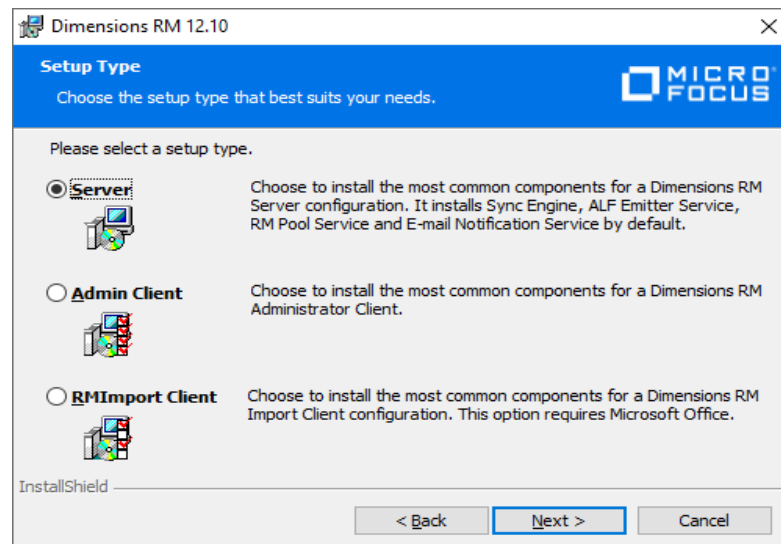 Dimensions RM 12.10
Setup Type
Choose the setup type that best suits your needs.
MICRO
FOCUS
Please select a setup type.
Server
Choose to install the most common components for a Dimensions RM
Server configuration. It installs Sync Engine, ALF Emitter Service,
RM Pool Service and E-mail Notification Service by default.
Admin Client
Choose to install the most common components for a Dimensions RM
Administrator Client.
RMImport Client
Choose to install the most common components for a Dimensions RM
Import Client configuration. This option requires Microsoft Office.
InstallShield
< Back
Next >
Cancel